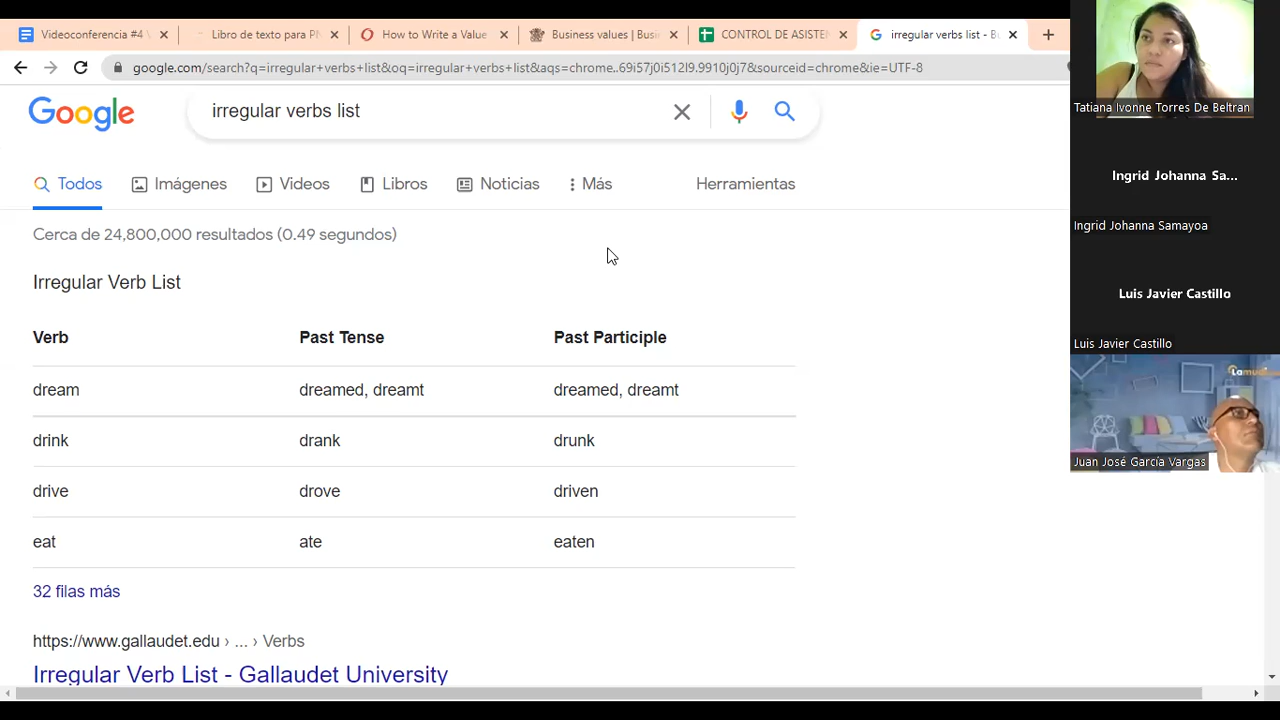 Videoconferencia #4
Libro de texto para P
How to Write a Value
Business values | Busi
CONTROL DE ASISTE
irregular verbs list - B
google.com/search?q=irregular+verbs+list&oq=irregular+verbs+list&aqs=chrome..69i57j0i512l9.9910j0j7&sourceid=chrome&ie=UTF-8
Google
irregular verbs list
Todos Imágenes Videos Libros Noticias Más Herramientas
Cerca de 24,800,000 resultados (0.49 segundos)
Irregular Verb List
Verb Past Tense Past Participle
dream dreamed, dreamt dreamed, dreamt
drink drank drunk
drive drove driven
eat ate eaten
32 filas más
https://www.gallaudet.edu › ... › Verbs
Irregular Verb List - Gallaudet University
Tatiana Ivonne Torres De Beltran
Ingrid Johanna Sa...
Ingrid Johanna Samayoa
Luis Javier Castillo
Luis Javier Castillo
Juan José García Vargas